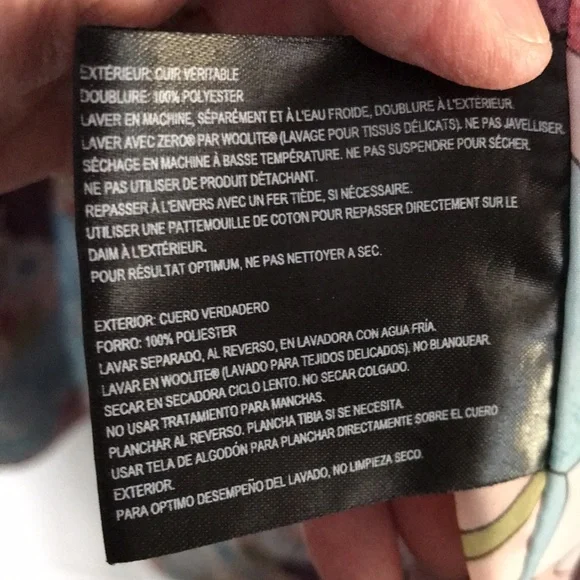 EXTÉRIEUR: CUIR VÉRITABLE
DOUBLURE: 100% POLYESTER
LAVER EN MACHINE, SÉPARÉMENT ET À L'EAU FROIDE, DOUBLURE À L'EXTÉRIEUR.
LAVER AVEC ZERO® PAR WOOLITE® (LAVAGE POUR TISSUS DÉLICATS). NE PAS JAVELLISER.
SÉCHAGE EN MACHINE À BASSE TEMPÉRATURE. NE PAS SUSPENDRE POUR SÉCHER.
NE PAS UTILISER DE PRODUIT DÉTACHANT.
REPASSER À L'ENVERS AVEC UN FER TIÈDE, SI NÉCESSAIRE.
UTILISER UNE PATTEMOUILLE DE COTON POUR REPASSER DIRECTEMENT SUR LE
DAIM À L'EXTÉRIEUR.
POUR RÉSULTAT OPTIMUM, NE PAS NETTOYER A SEC.
EXTERIOR: CUERO VERDADERO
FORRO: 100% POLIESTER
LAVAR SEPARADO, AL REVERSO, EN LAVADORA CON AGUA FRÍA.
LAVAR EN WOOLITE® (LAVADO PARA TEJIDOS DELICADOS). NO BLANQUEAR.
SECAR EN SECADORA CICLO LENTO. NO SECAR COLGADO.
NO USAR TRATAMIENTO PARA MANCHAS.
PLANCHAR AL REVERSO. PLANCHA TIBIA SI SE NECESITA.
USAR TELA DE ALGODÓN PARA PLANCHAR DIRECTAMENTE SOBRE EL CUERO
EXTERIOR.
PARA OPTIMO DESEMPEÑO DEL LAVADO, NO LIMPIEZA SECO.